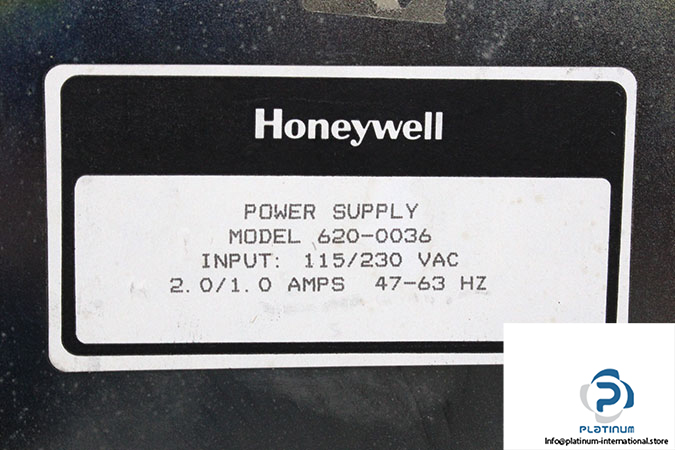 Honeywell
POWER SUPPLY
MODEL 620-0036
INPUT: 115/230 VAC
2.0/1.0 AMPS 47-63 HZ
PLATINUM
Info@platinum-international.store